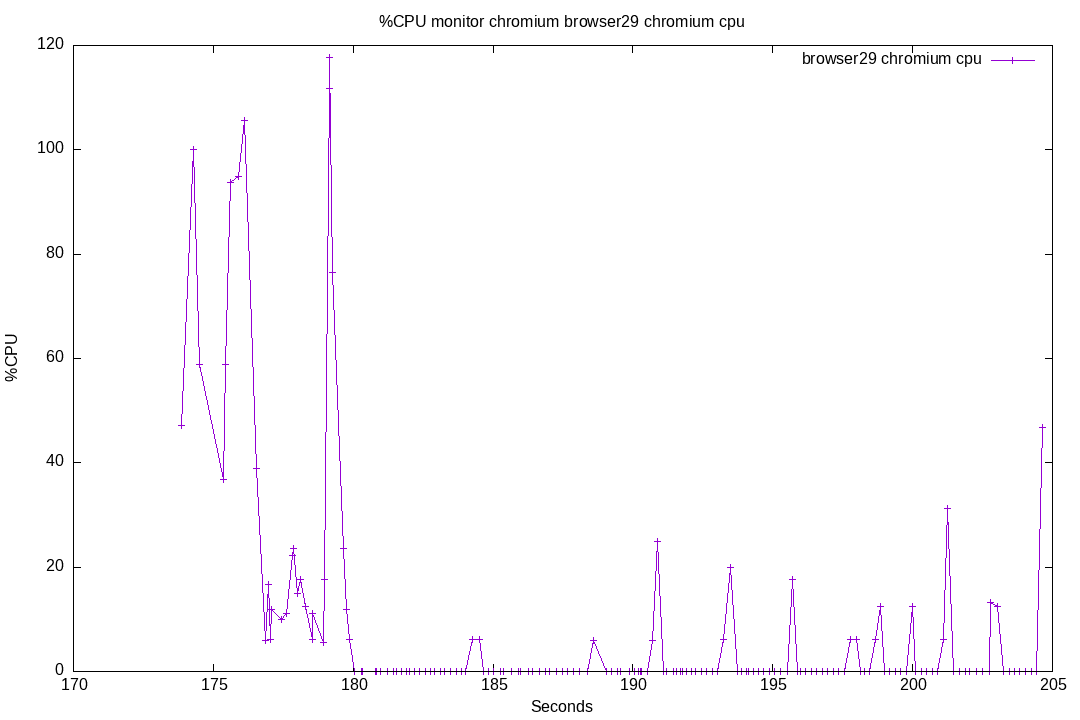 %CPU monitor chromium browser29 chromium cpu
browser29 chromium cpu
120
100
80
60
40
20
0
%CPU
170 175 180 185 190 195 200 205
Seconds